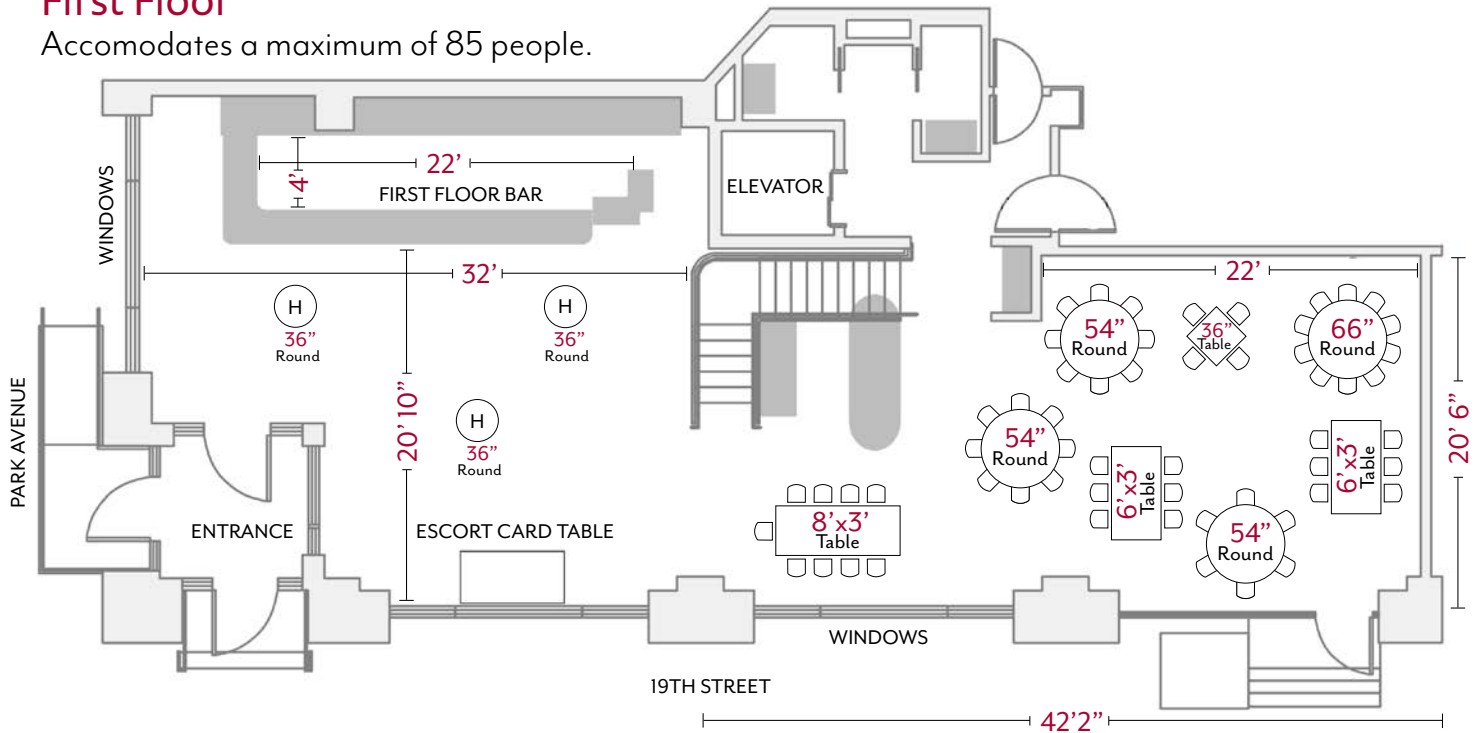 First Floor
Accomodates a maximum of 85 people.
WINDOWS
22'
4'
FIRST FLOOR BAR
ELEVATOR
32'
22'
H
36”
Round
H
36”
Round
H
36”
Round
20' 10”
54”
Round
36”
Table
66”
Round
20' 6”
54”
Round
6'x3'
Table
6'x3'
Table
54”
Round
8'x3'
Table
PARK AVENUE
ENTRANCE
ESCORT CARD TABLE
WINDOWS
19TH STREET
42'2”